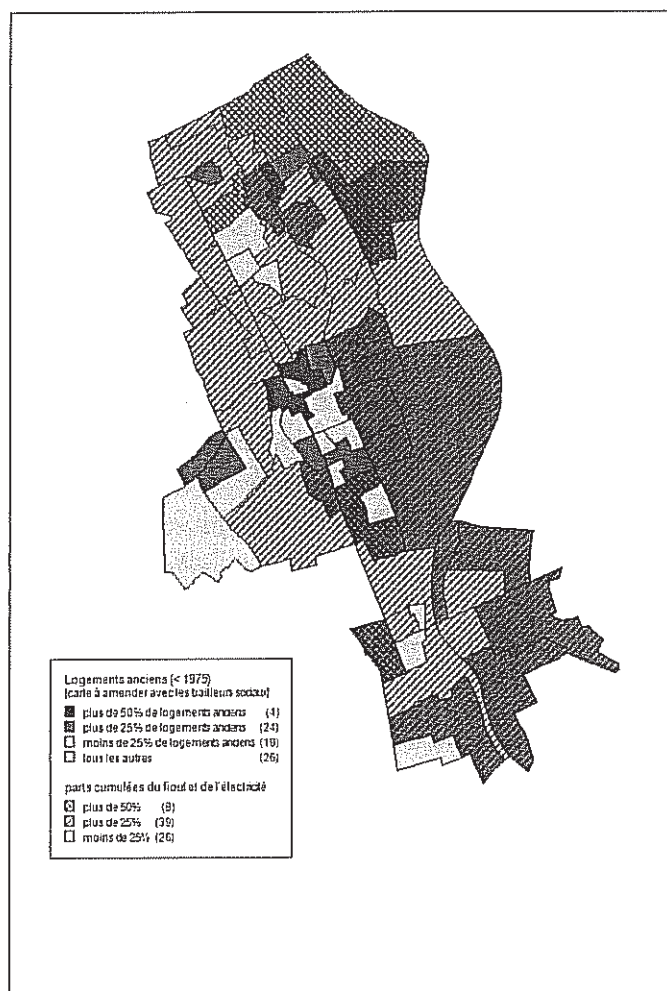 Logements anciens (< 1975)
(carte à amender avec les bailleurs sociaux)
plus de 50% de logements anciens (4)
plus de 25% de logements anciens (24)
moins de 25% de logements anciens (19)
tous les autres (26)
parts cumulées du fioul et de l'électricité
plus de 50% (8)
plus de 25% (39)
moins de 25% (26)